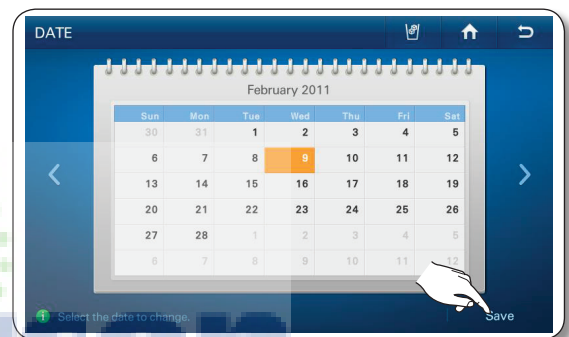 DATE
February 2011
Sun Mon Tue Wed Thu Fri Sat
30 31 1 2 3 4 5
6 7 8 9 10 11 12
13 14 15 16 17 18 19
20 21 22 23 24 25 26
27 28 1 2 3 4 5
6 7 8 9 10 11 12
Select the date to change.
Save